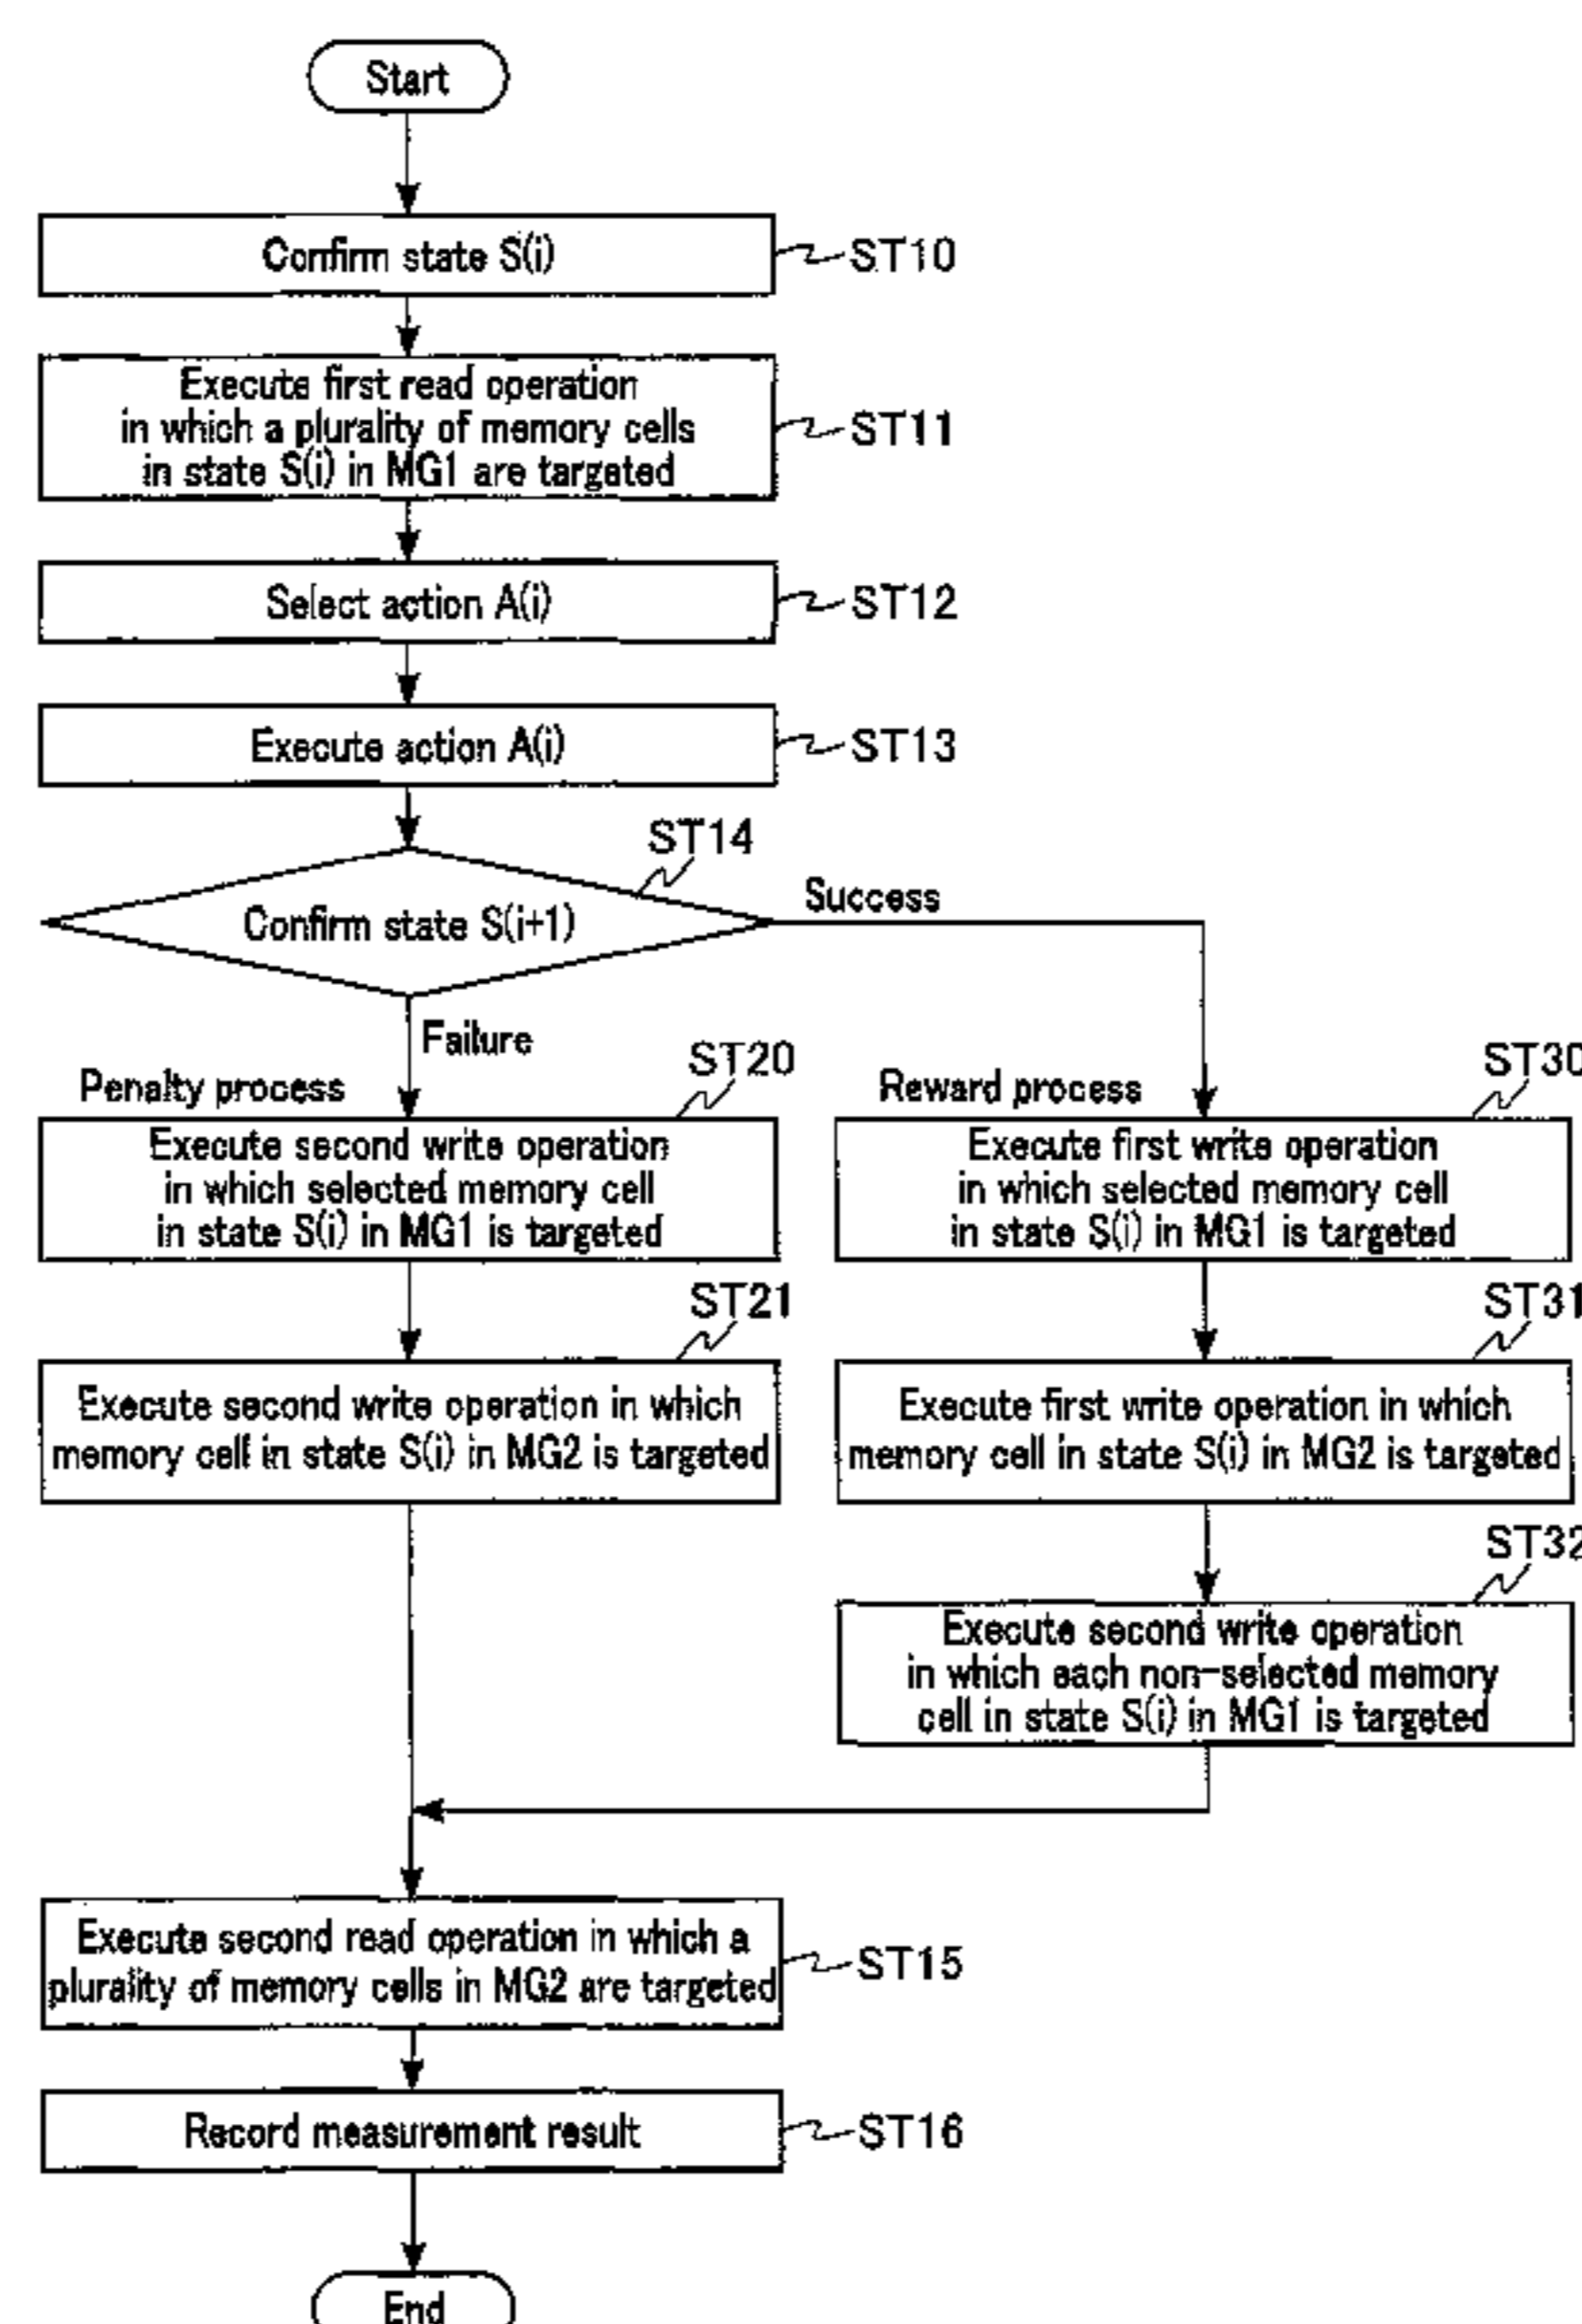 Start
Confirm state S(i)
ST10
Execute first read operation
in which a plurality of memory cells
in state S(i) in MG1 are targeted
ST11
Select action A(i)
ST12
Execute action A(i)
ST13
ST14
Confirm state S(i+1)
Success
Failure
Penalty process
ST20
Execute second write operation
in which selected memory cell
in state S(i) in MG1 is targeted
ST21
Execute second write operation in which
memory cell in state S(i) in MG2 is targeted
Reward process
ST30
Execute first write operation
in which selected memory cell
in state S(i) in MG1 is targeted
ST31
Execute first write operation in which
memory cell in state S(i) in MG2 is targeted
ST32
Execute second write operation
in which each non-selected memory
cell in state S(i) in MG1 is targeted
Execute second read operation in which a
plurality of memory cells in MG2 are targeted
ST15
Record measurement result
ST16
End